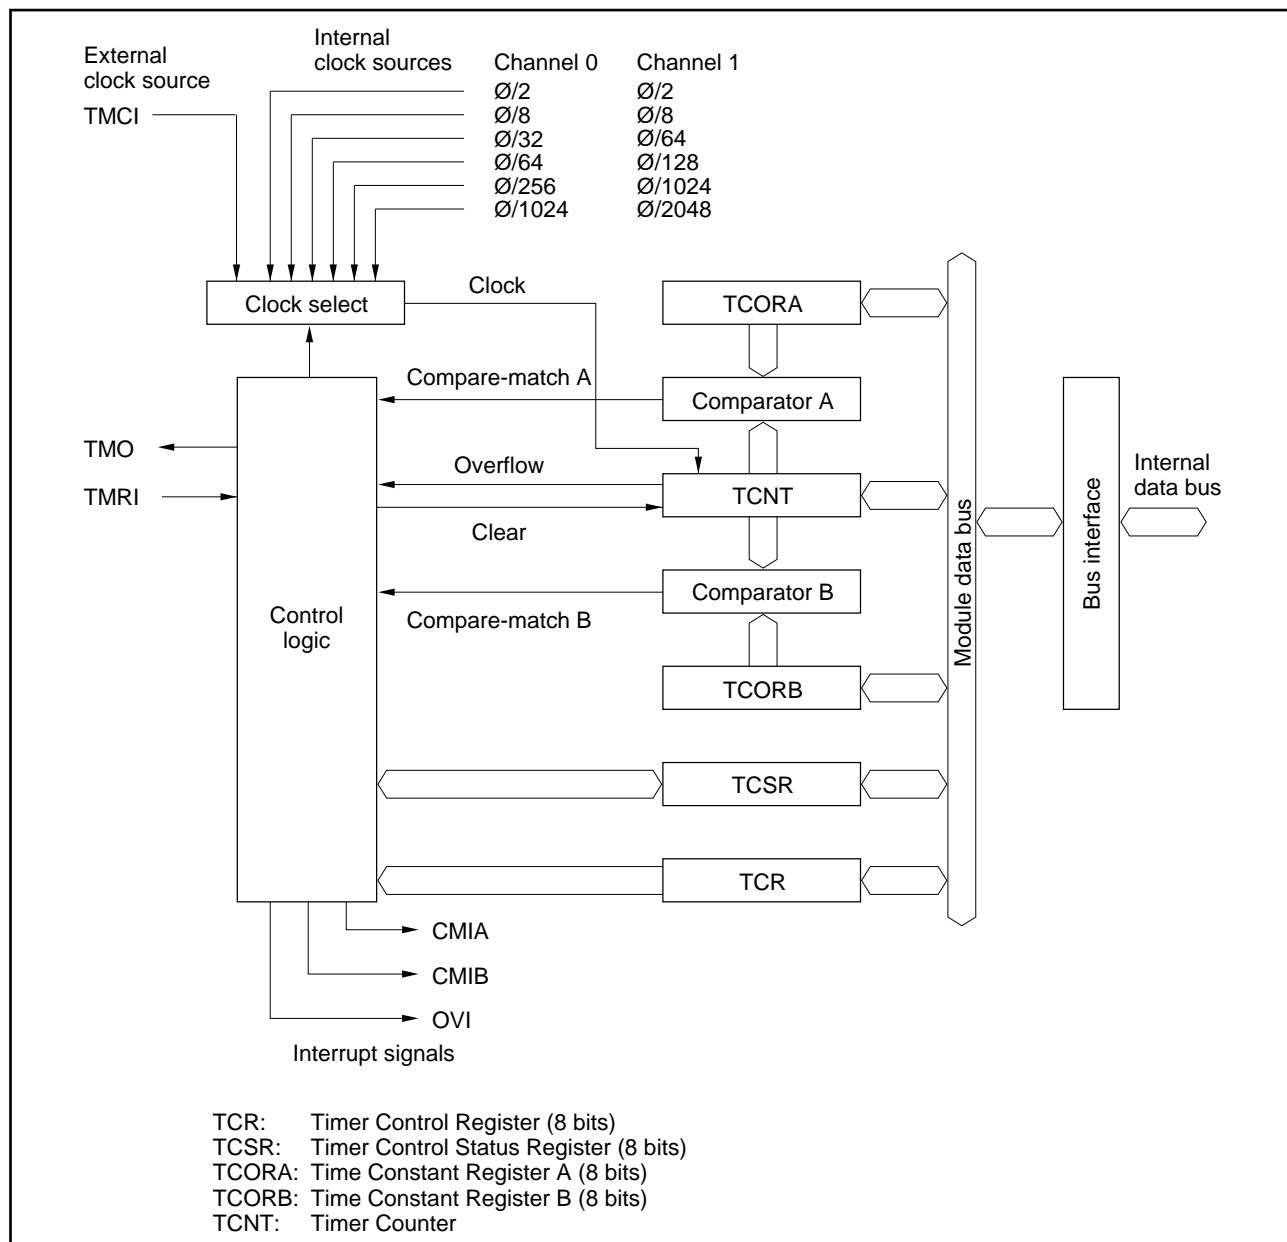 External
clock source
TMCI
Internal
clock sources
Channel 0
Channel 1
Ø/2
Ø/2
Ø/8
Ø/8
Ø/32
Ø/64
Ø/64
Ø/128
Ø/256
Ø/1024
Ø/1024
Ø/2048
Clock select
Clock
TCORA
Compare-match A
Comparator A
TMO
TMRI
Overflow
TCNT
Clear
Comparator B
Compare-match B
Control
logic
TCORB
TCSR
TCR
Module data bus
Bus interface
Internal
data bus
CMIA
CMIB
OVI
Interrupt signals
TCR: Timer Control Register (8 bits)
TCSR: Timer Control Status Register (8 bits)
TCORA: Time Constant Register A (8 bits)
TCORB: Time Constant Register B (8 bits)
TCNT: Timer Counter